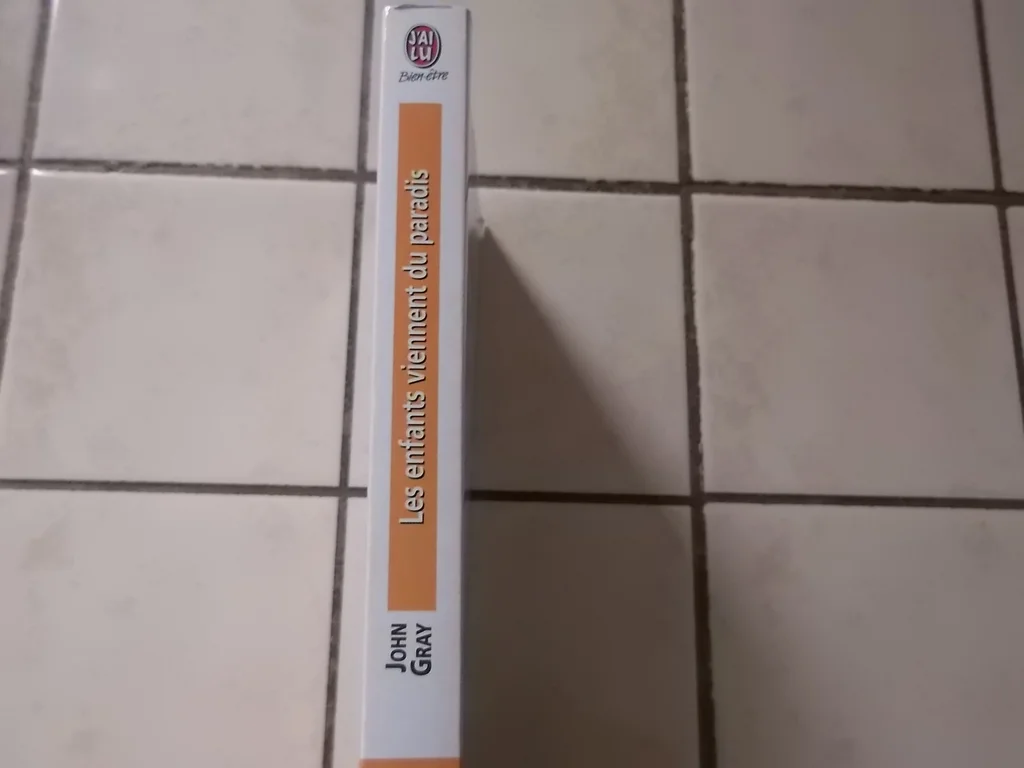 J'AI
LU
Bien-être
Les enfants viennent du paradis
JOHN
GRAY